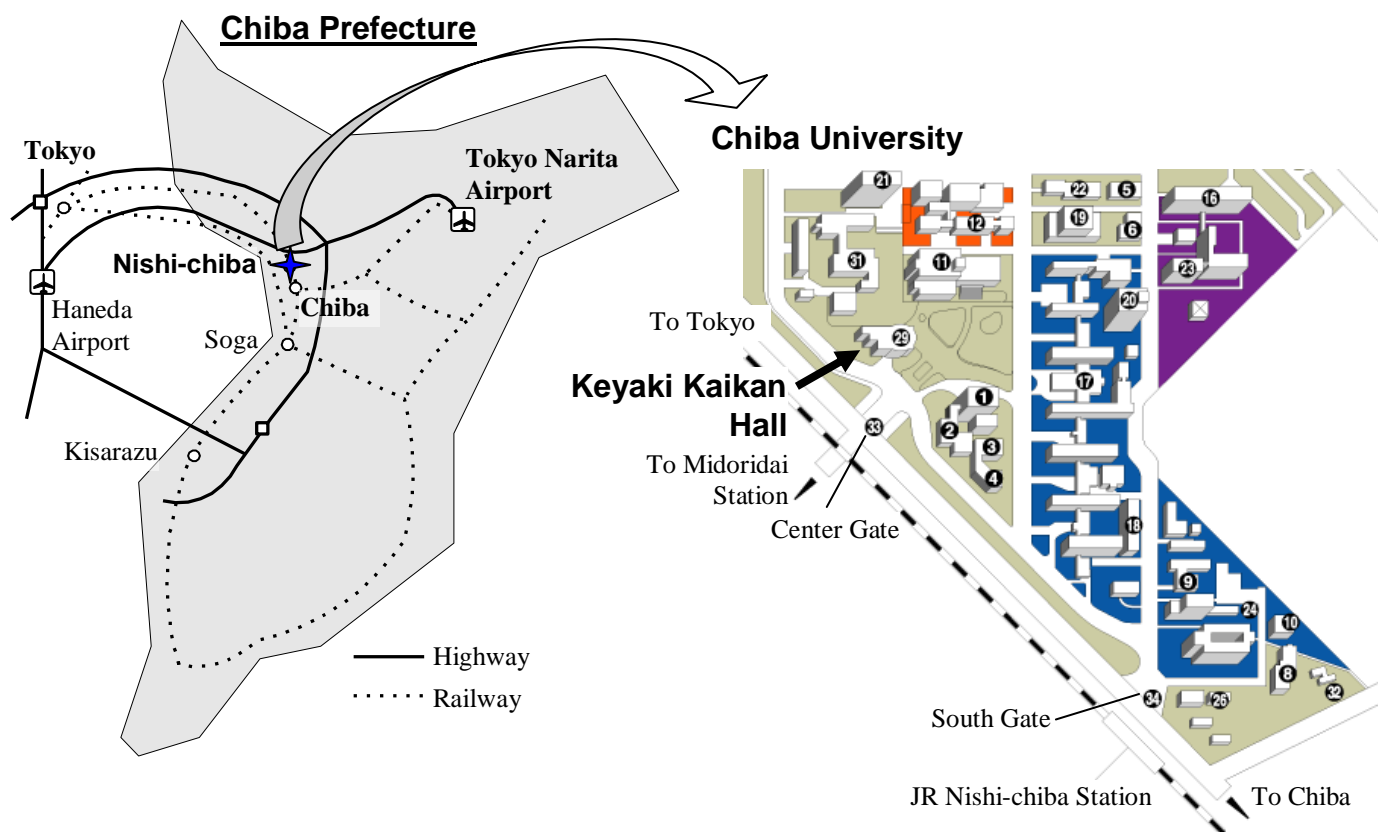 Chiba Prefecture
Tokyo
Tokyo Narita
Airport
Nishi-chiba
Haneda
Airport
Chiba
Soga
Kisarazu
Highway
Railway
Chiba University
21
22
5
16
12
19
6
31
11
23
20
To Tokyo
29
Keyaki Kaikan
Hall
17
1
33
2
3
To Midoridai
Station
4
Center Gate
18
9
24
10
8
34
26
32
South Gate
JR Nishi-chiba Station
To Chiba